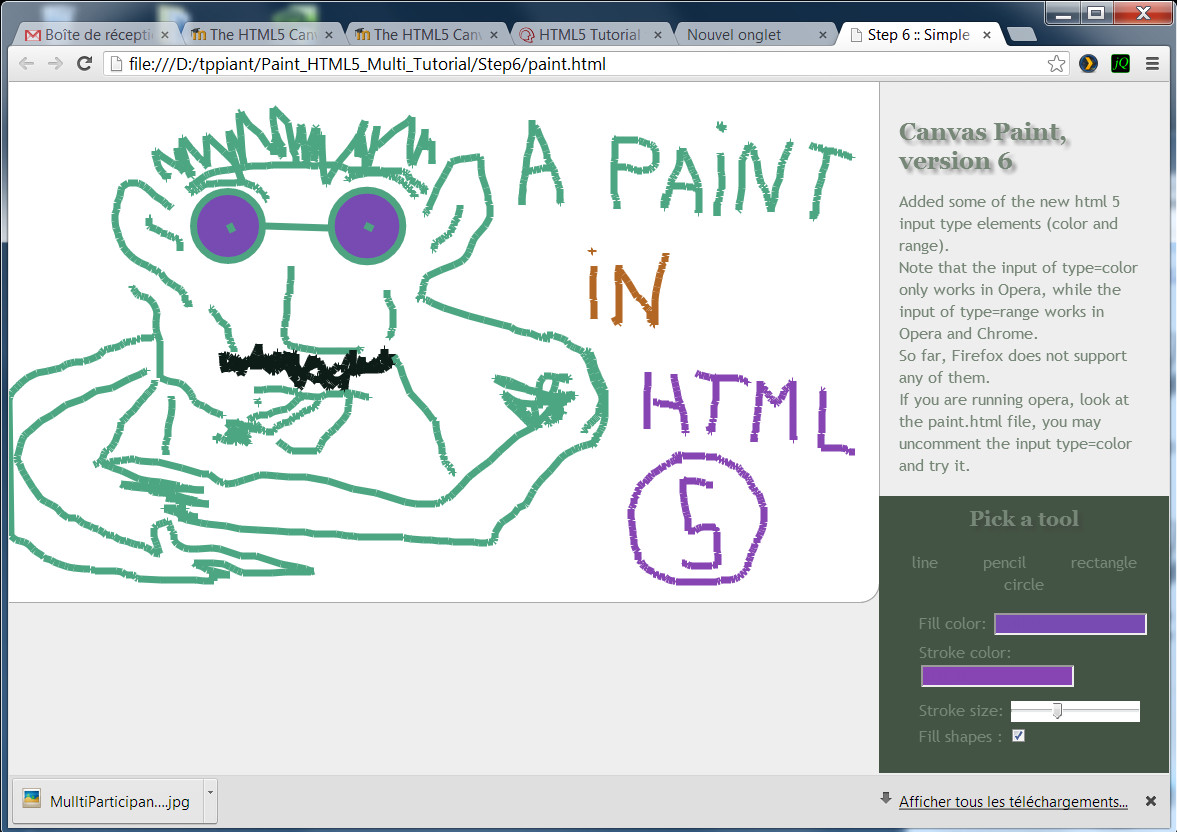 Boîte de récepti
The HTML5 Can
The HTML5 Can
HTML5 Tutorial
Nouvel onglet
Step 6 :: Simple
file:///D:/tppiant/Paint_HTML5_Multi_Tutorial/Step6/paint.html
jQ
A PAiNT
iN
HTML
5
Canvas Paint,
version 6
Added some of the new html 5
input type elements (color and
range).
Note that the input of type=color
only works in Opera, while the
input of type=range works in
Opera and Chrome.
So far, Firefox does not support
any of them.
If you are running opera, look at
the paint.html file, you may
uncomment the input type=color
and try it.
Pick a tool
line pencil rectangle
circle
Fill color:
Stroke color:
Stroke size:
Fill shapes :
MulltiParticipan....jpg
Afficher tous les téléchargements...